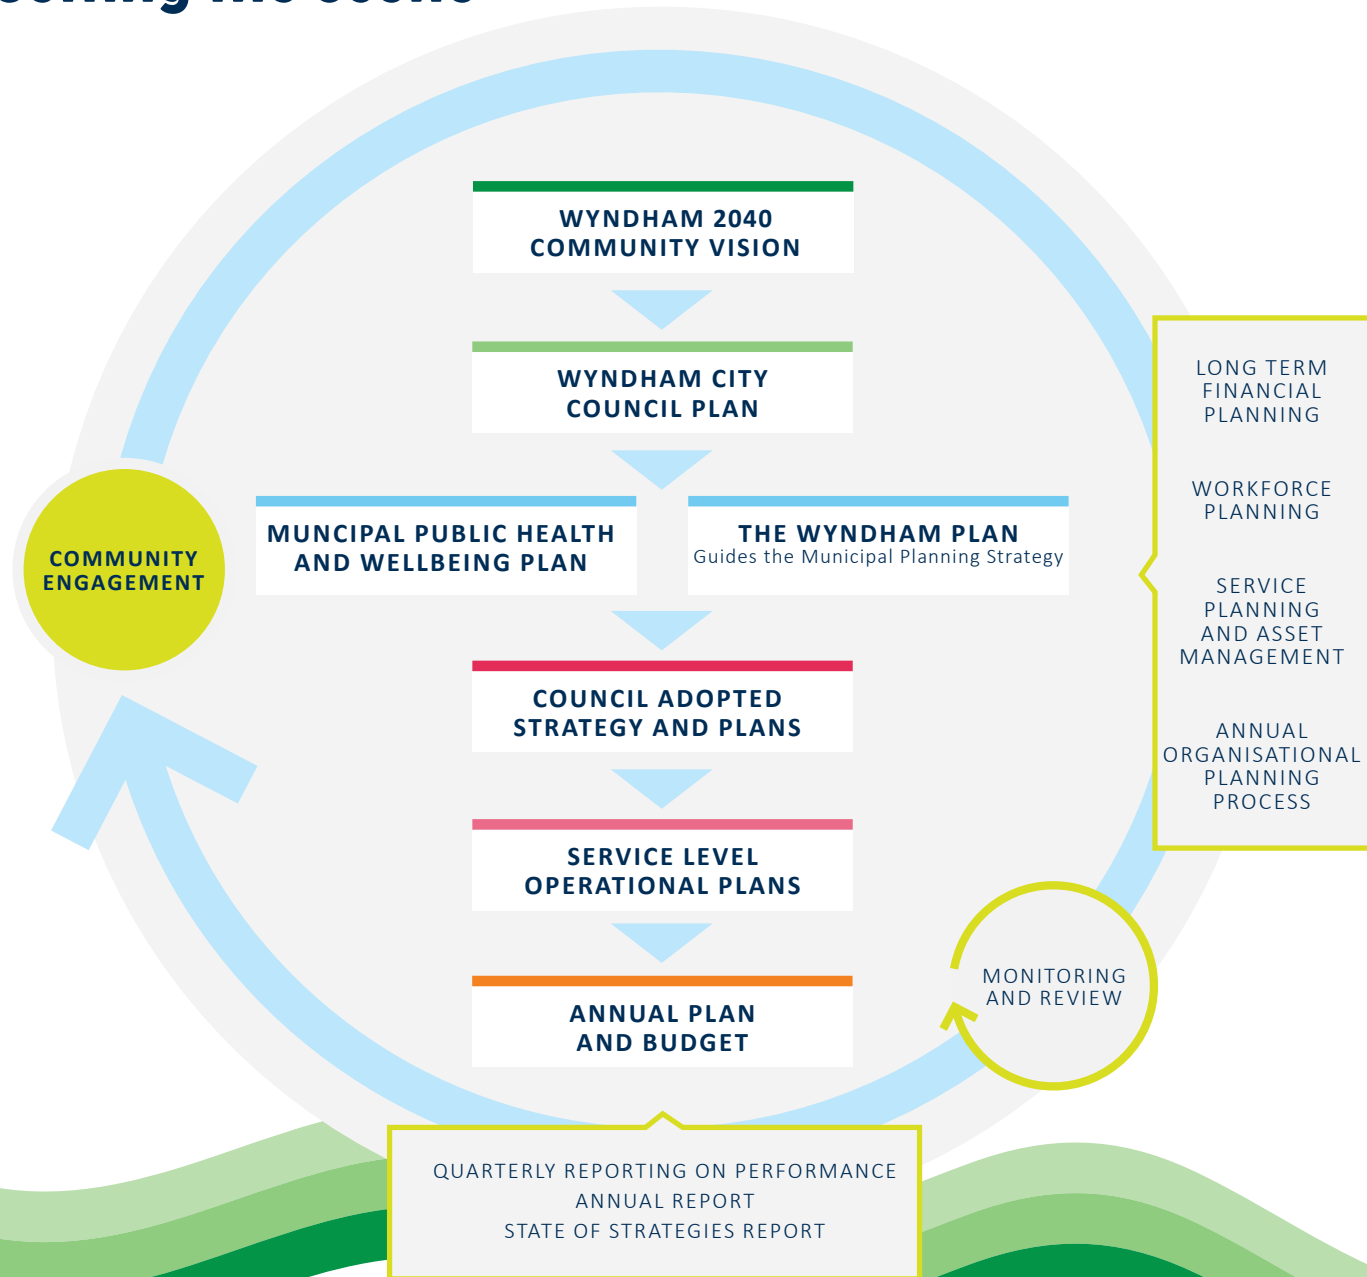 WYNDHAM 2040
COMMUNITY VISION
WYNDHAM CITY
COUNCIL PLAN
MUNCIPAL PUBLIC HEALTH
AND WELLBEING PLAN
THE WYNDHAM PLAN
Guides the Municipal Planning Strategy
COMMUNITY
ENGAGEMENT
COUNCIL ADOPTED
STRATEGY AND PLANS
SERVICE LEVEL
OPERATIONAL PLANS
ANNUAL PLAN
AND BUDGET
LONG TERM
FINANCIAL
PLANNING
WORKFORCE
PLANNING
SERVICE
PLANNING
AND ASSET
MANAGEMENT
ANNUAL
ORGANISATIONAL
PLANNING
PROCESS
MONITORING
AND REVIEW
QUARTERLY REPORTING ON PERFORMANCE
ANNUAL REPORT
STATE OF STRATEGIES REPORT